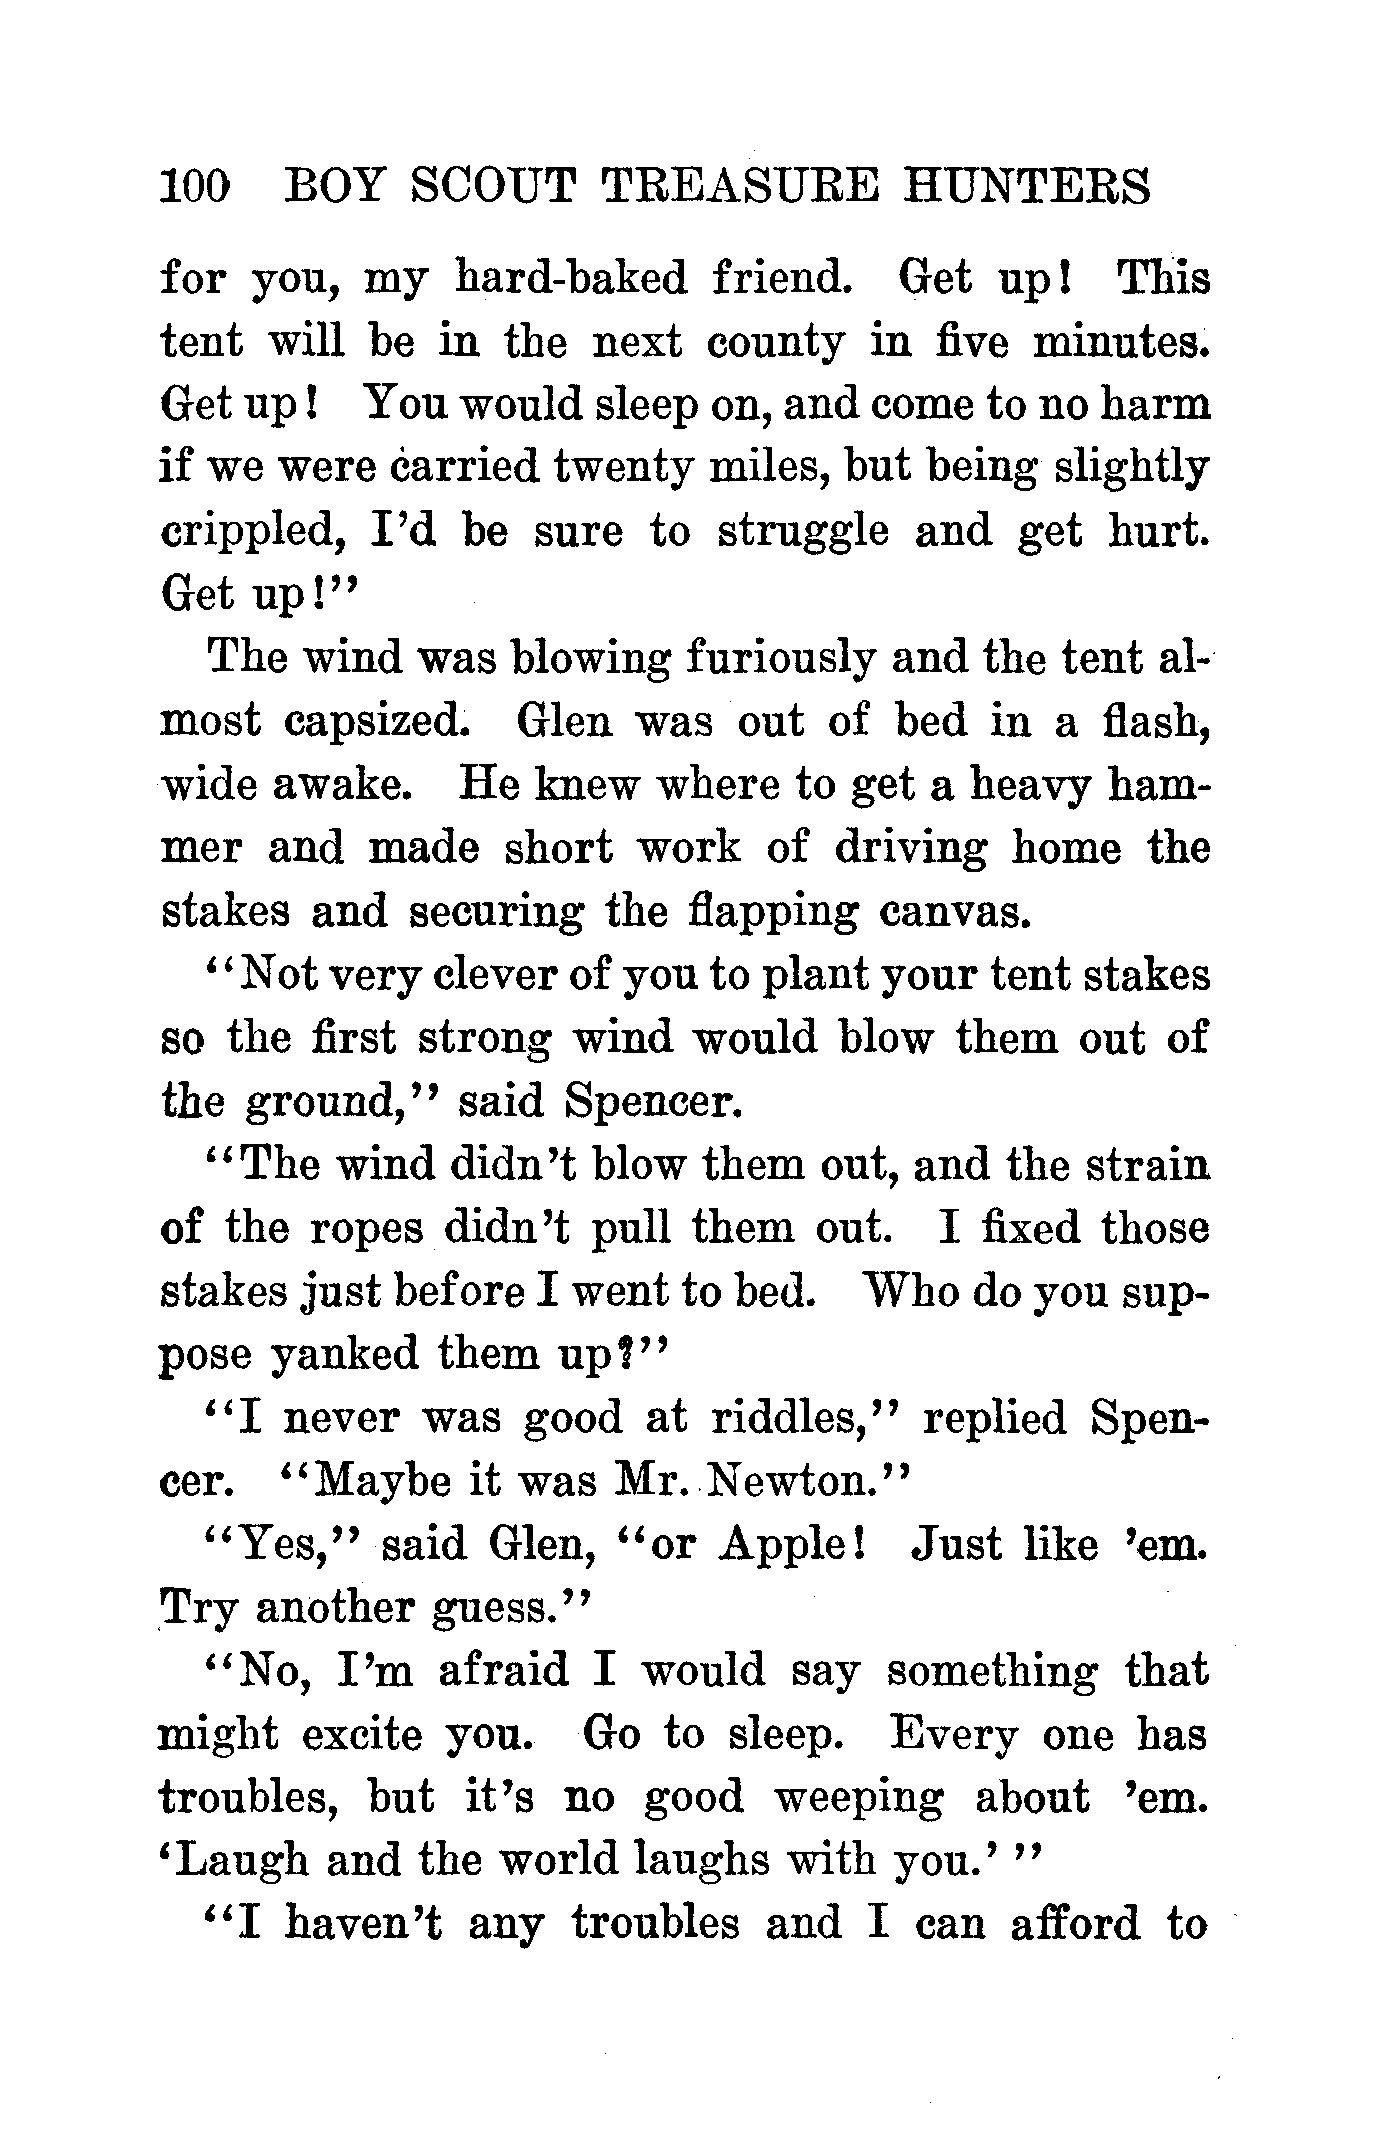 100 BOY SCOUT TREASURE HUNTERS
for you, my hard-baked friend. Get up! This
tent will be in the next county in five minutes.
Get up! You would sleep on, and come to no harm
if we were carried twenty miles, but being slightly
crippled, I'd be sure to struggle and get hurt.
Get up!"
The wind was blowing furiously and the tent al-
most capsized. Glen was out of bed in a flash,
wide awake. He knew where to get a heavy ham-
mer and made short work of driving home the
stakes and securing the flapping canvas.
"Not very clever of you to plant your tent stakes
so the first strong wind would blow them out of
the ground," said Spencer.
"The wind didn't blow them out, and the strain
of the ropes didn't pull them out. I fixed those
stakes just before I went to bed. Who do you sup-
pose yanked them up?"
"I never was good at riddles," replied Spen-
cer. "Maybe it was Mr. Newton."
"Yes," said Glen, "or Apple! Just like 'em.
Try another guess."
"No, I'm afraid I would say something that
might excite you. Go to sleep. Every one has
troubles, but it's no good weeping about 'em.
'Laugh and the world laughs with you.' "
"I haven't any troubles and I can afford to